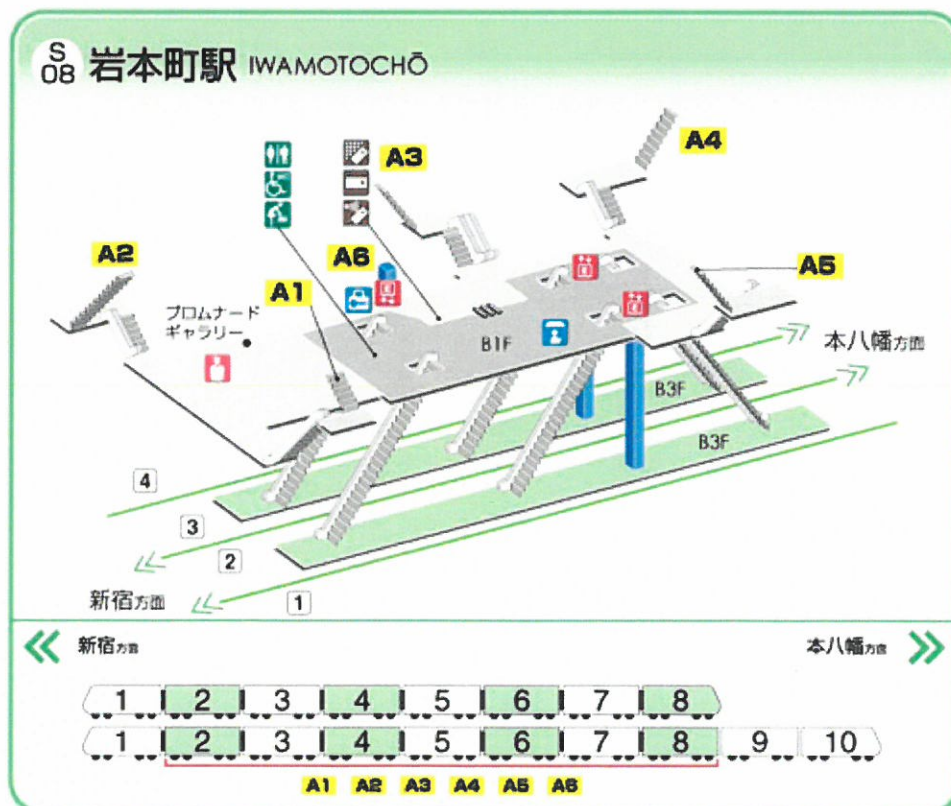 S
08
岩本町駅 IWAMOTOCHŌ
A4
A3
A2
A6
A5
A1
プロムナード
ギャラリー
B1F
本八幡方面
B3F
B3F
4
3
2
新宿方面
1
新宿方面
本八幡方面
1 2 3 4 5 6 7 8
1 2 3 4 5 6 7 8 9 10
A1 A2 A3 A4 A5 A6